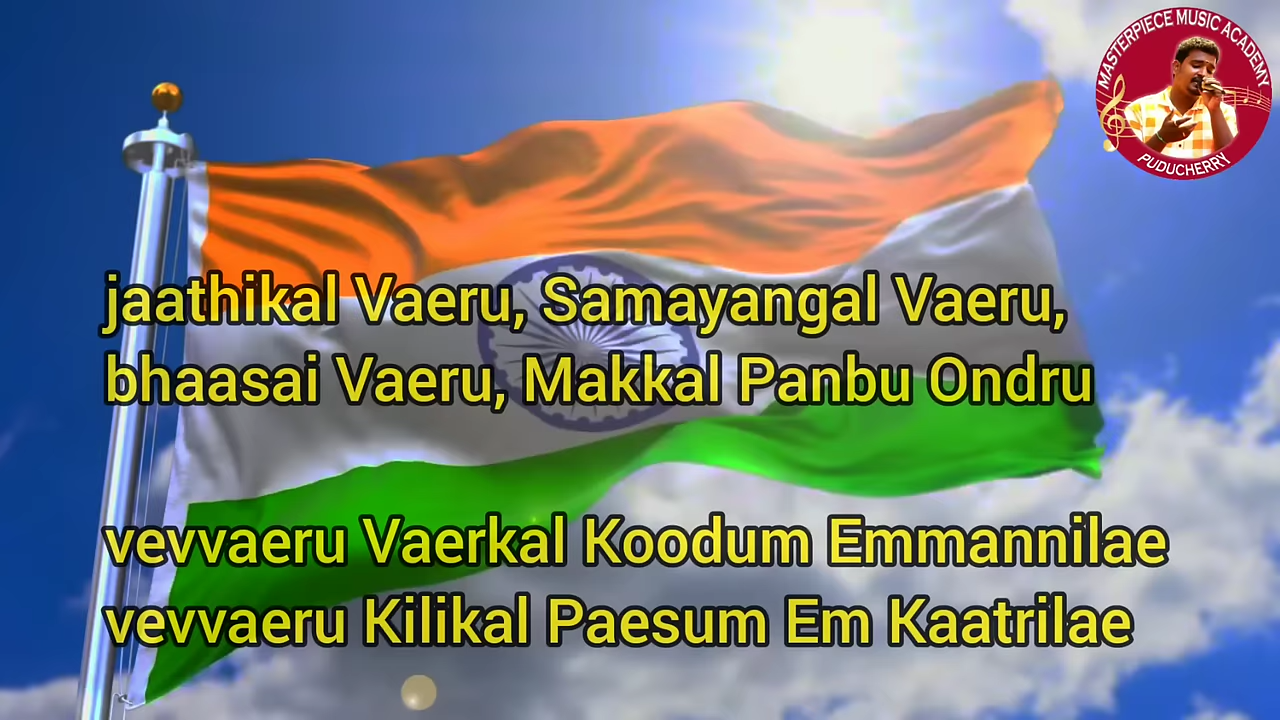 MASTERPIECE MUSIC ACADEMY
PUDUCHERRY
jaathikal Vaeru, Samayangal Vaeru,
bhaasai Vaeru, Makkal Panbu Ondru
vevvaeru Vaerkal Koodum Emmannilae
vevvaeru Kilikal Paesum Em Kaatrilae